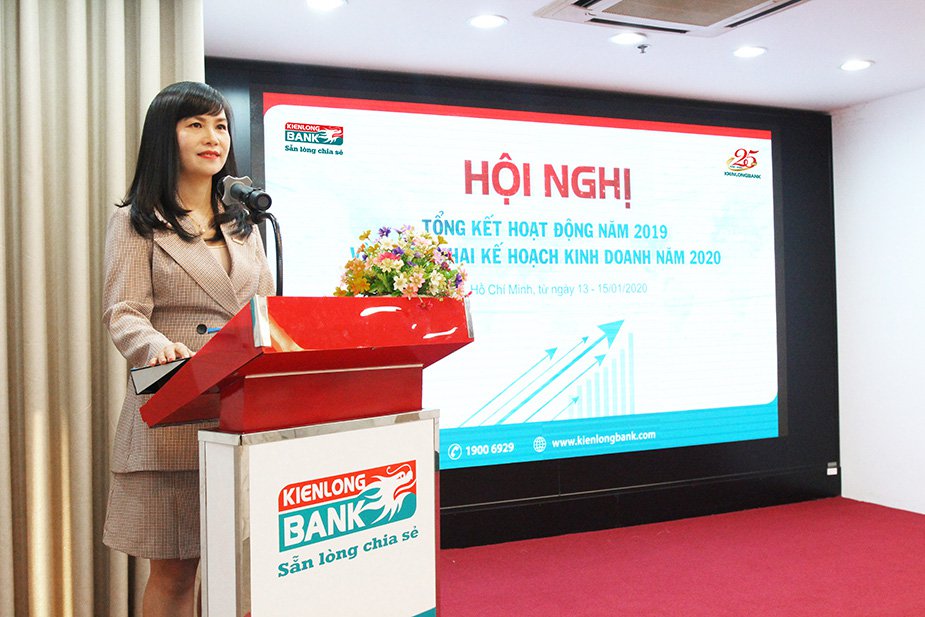 KIENLONG
BANK
Sẵn lòng chia sẻ
25
KIENLONGBANK
HỘI NGHỊ
TỔNG KẾT HOẠT ĐỘNG NĂM 2019
KẾ HOẠCH KINH DOANH NĂM 2020
Hồ Chí Minh, từ ngày 13 - 15/01/2020
1900 6929 www.kienlongbank.com
KIENLONG
BANK
Sẵn lòng chia sẻ